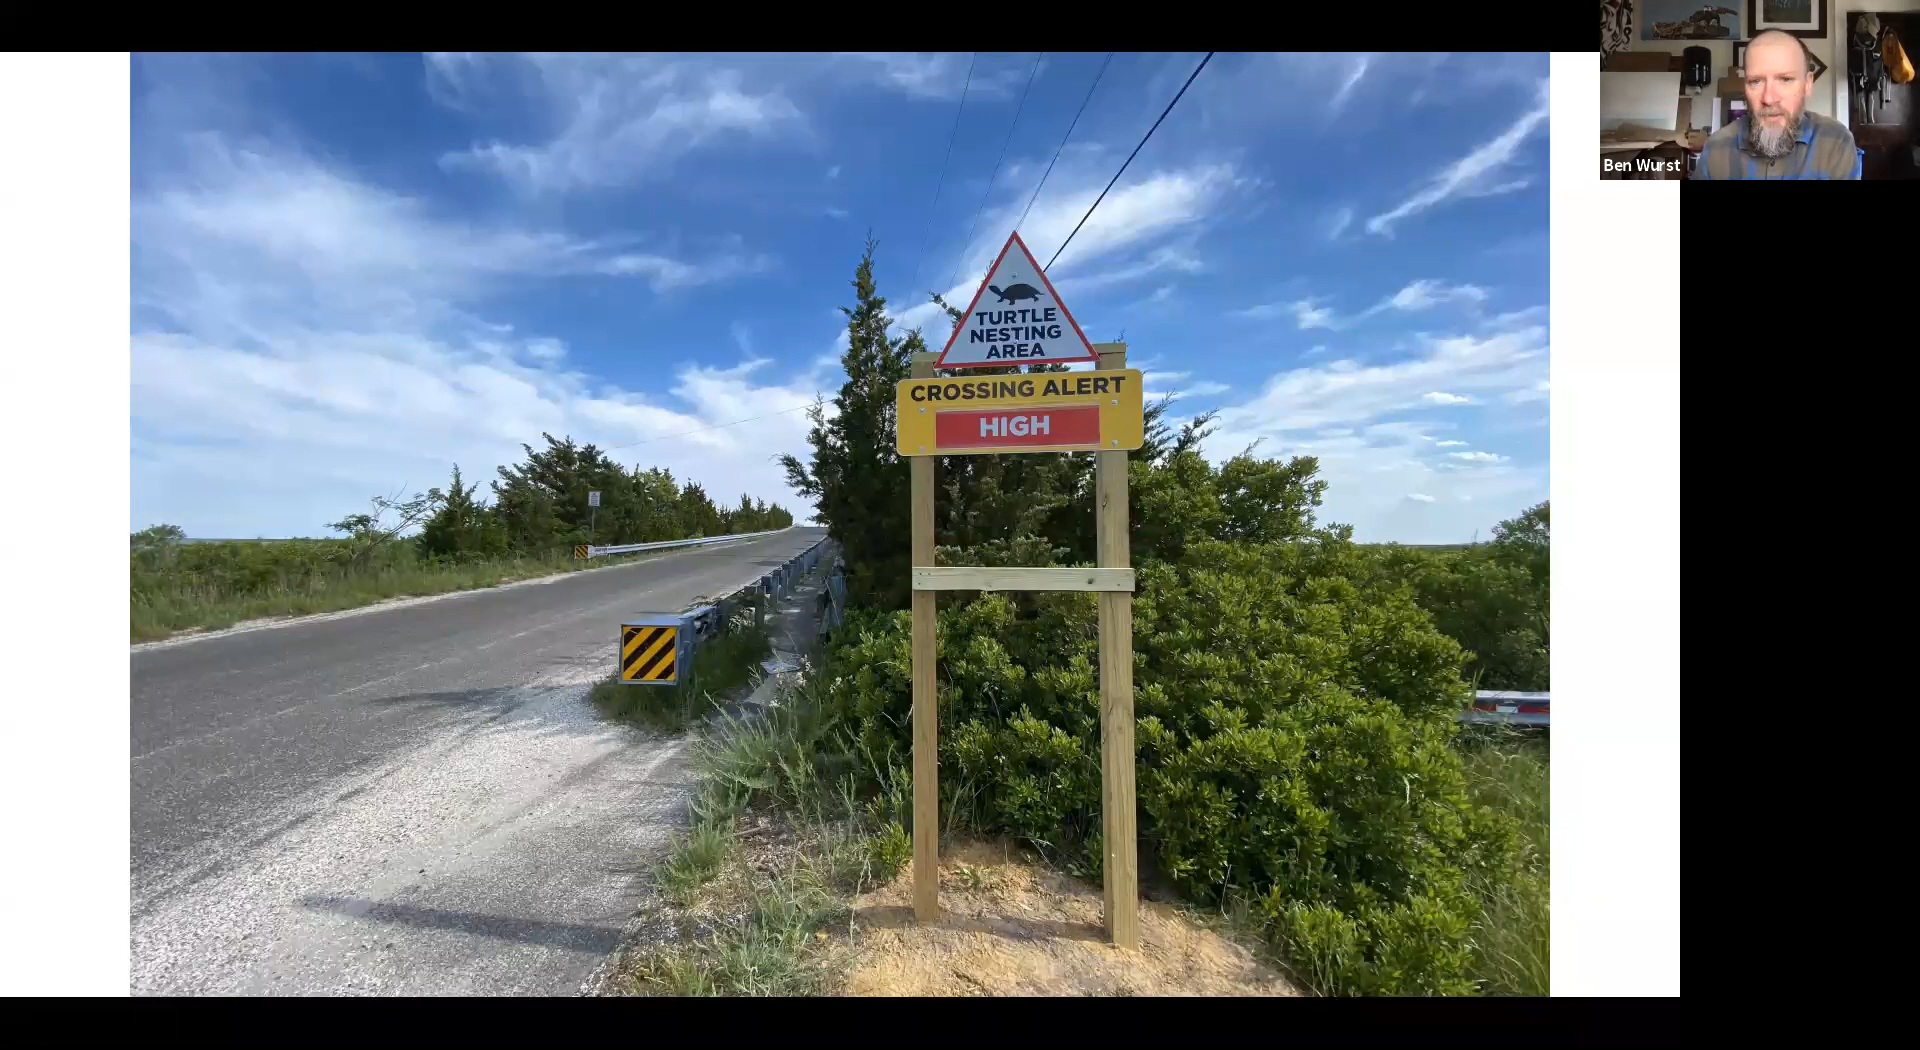 TURTLE
NESTING
AREA
CROSSING ALERT
HIGH
Ben Wurst